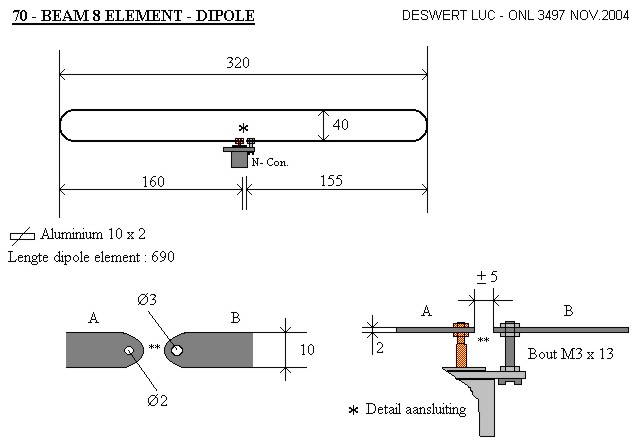 70 - BEAM 8 ELEMENT - DIPOLE
DESWERT LUC - ONL 3497 NOV.2004
320
*
40
N- Con.
160
155
Aluminium 10 x 2
Lengte dipole element : 690
± 5
Ø3
A
B
A
B
**
**
10
2
Bout M3 x 13
Ø2
* Detail aansluiting